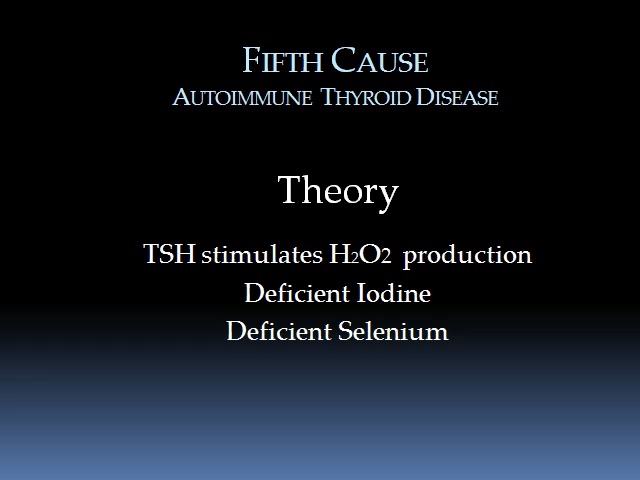 FIFTH CAUSE
AUTOIMMUNE THYROID DISEASE
Theory
TSH stimulates H2O2 production
Deficient Iodine
Deficient Selenium